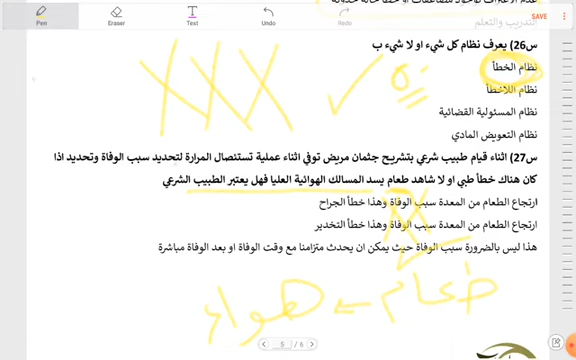 SAVE
Pen
Eraser
Text
Undo
Redo
التدريب والتعلم
س26) يعرف نظام كل شيء او لا شيء ب
نظام الخطأ
نظام اللاخطأ
نظام المسئولية القضائية
نظام التعويض المادي
س27) اثناء قيام طبيب شرعي بتشريح جثمان مريض توفي اثناء عملية استئصال المرارة لتحديد سبب الوفاة وتحديد اذا
كان هناك خطأ طبي او لا شاهد طعام يسد المسالك الهوائية العليا فهل يعتبر الطبيب الشرعي
ارتجاع الطعام من المعدة سبب الوفاة وهذا خطأ الجراح
ارتجاع الطعام من المعدة سبب الوفاة وهذا خطأ التخدير
هذا ليس بالضرورة سبب الوفاة حيث يمكن ان يحدث متزامنا مع وقت الوفاة او بعد الوفاة مباشرة
طعام ← هواء
5 / 6